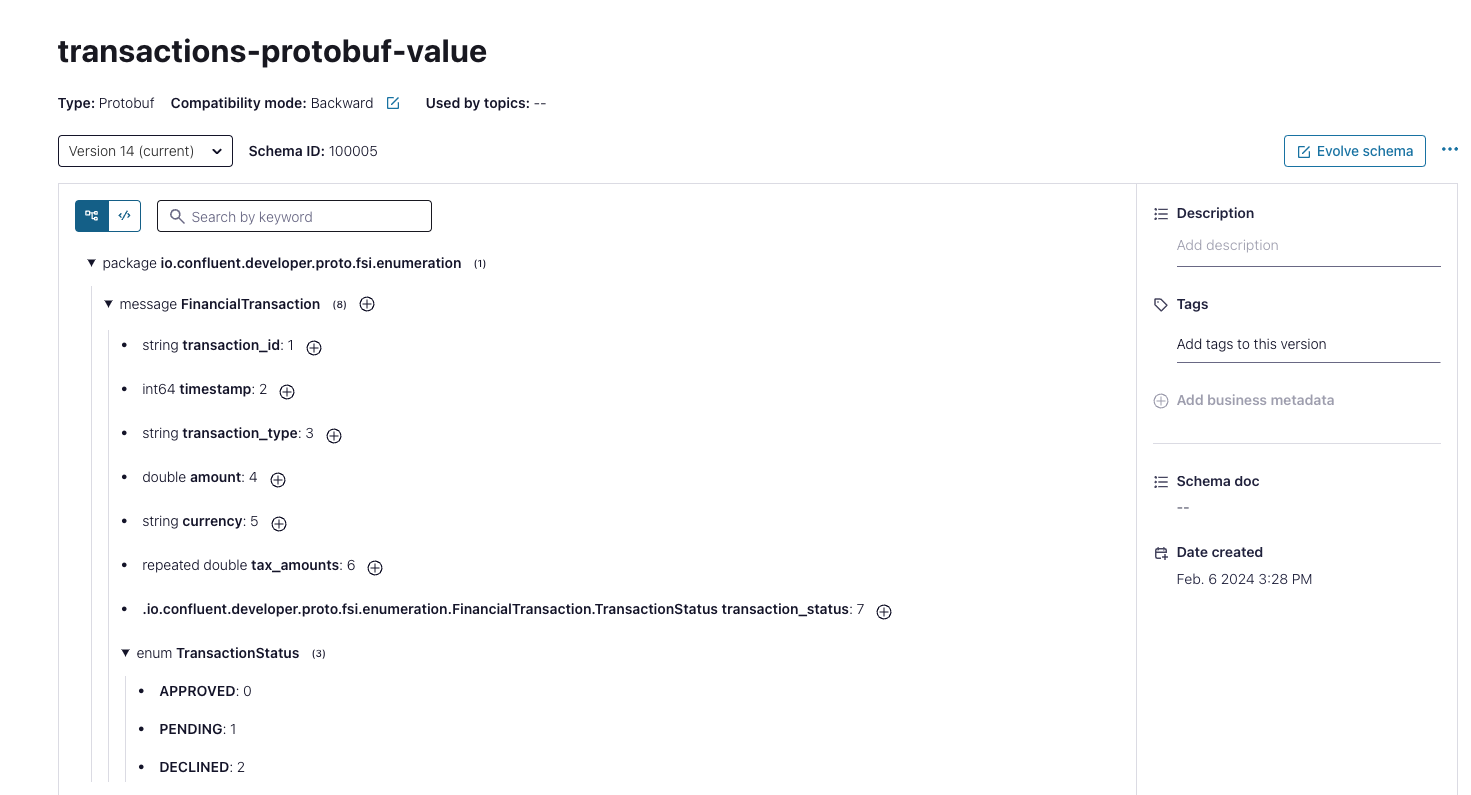 transactions-protobuf-value
Type: Protobuf Compatibility mode: Backward Used by topics: --
Version 14 (current) Schema ID: 100005
Evolve schema
Search by keyword
package io.confluent.developer.proto.fsi.enumeration (1)
message FinancialTransaction (8)
string transaction_id: 1
int64 timestamp: 2
string transaction_type: 3
double amount: 4
string currency: 5
repeated double tax_amounts: 6
.io.confluent.developer.proto.fsi.enumeration.FinancialTransaction.TransactionStatus transaction_status: 7
enum TransactionStatus (3)
APPROVED: 0
PENDING: 1
DECLINED: 2
Description
Add description
Tags
Add tags to this version
Add business metadata
Schema doc
--
Date created
Feb. 6 2024 3:28 PM